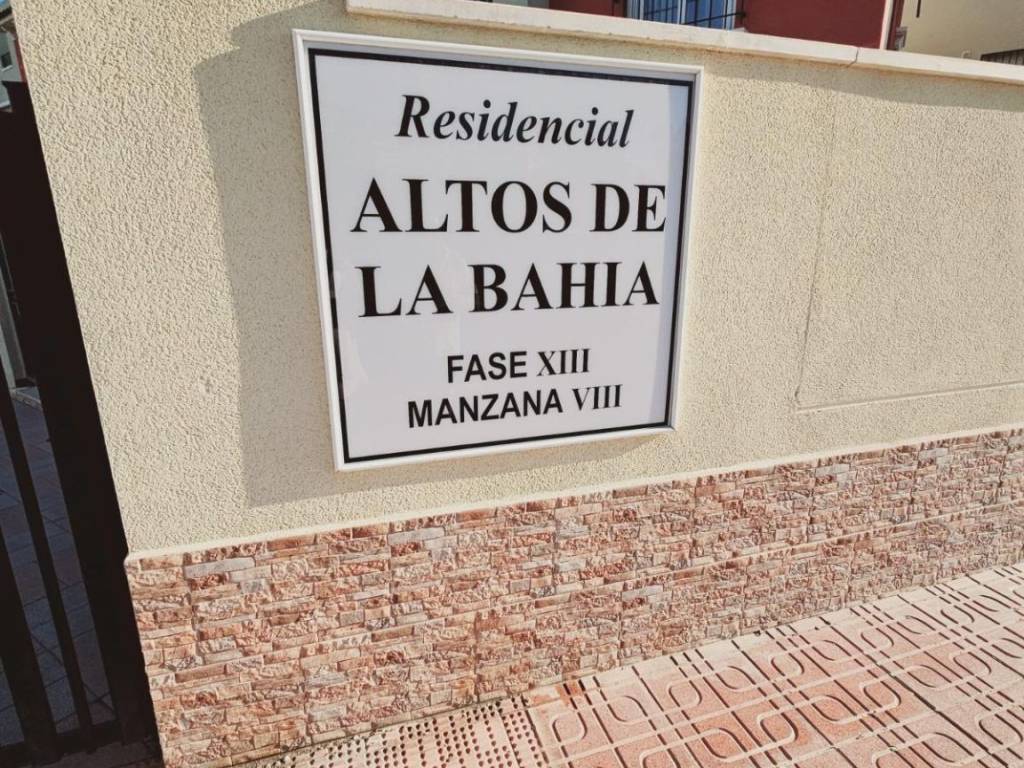 Residencial
ALTOS DE
LA BAHIA
FASE XIII
MANZANA VIII